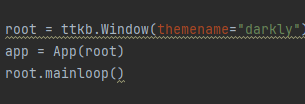 root = ttkb.Window(themename="darkly")
app = App(root)
root.mainloop()